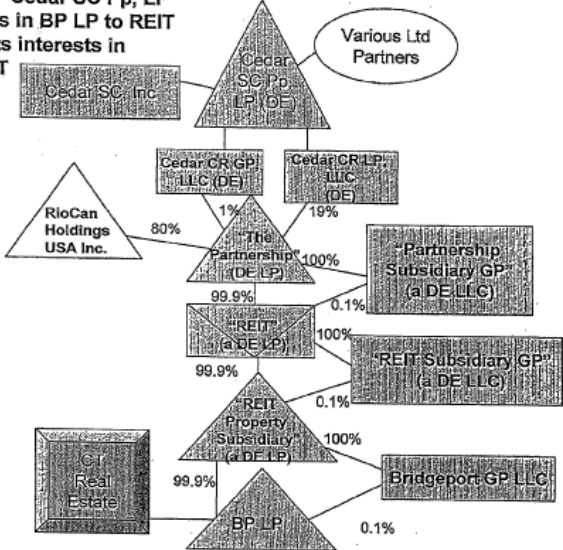 Cedar SC Pp, LP
s in BP LP to REIT
ts interests in
T
Cedar SC, Inc
Cedar
SC Pp
LP (DE)
Various Ltd
Partners
Cedar CR GP
LLC (DE)
Cedar CR LP,
LLC
(DE)
RioCan
Holdings
USA Inc.
80%
1%
19%
"The
Partnership"
(DE LP)
100%
"Partnership
Subsidiary GP"
(a DE LLC)
99.9%
0.1%
"REIT"
(a DE LP)
100%
"REIT Subsidiary GP"
(a DE LLC)
99.9%
0.1%
"REIT
Property
Subsidiary"
(a DE LP)
100%
CT
Real
Estate
99.9%
Bridgeport GP LLC
BP LP
0.1%